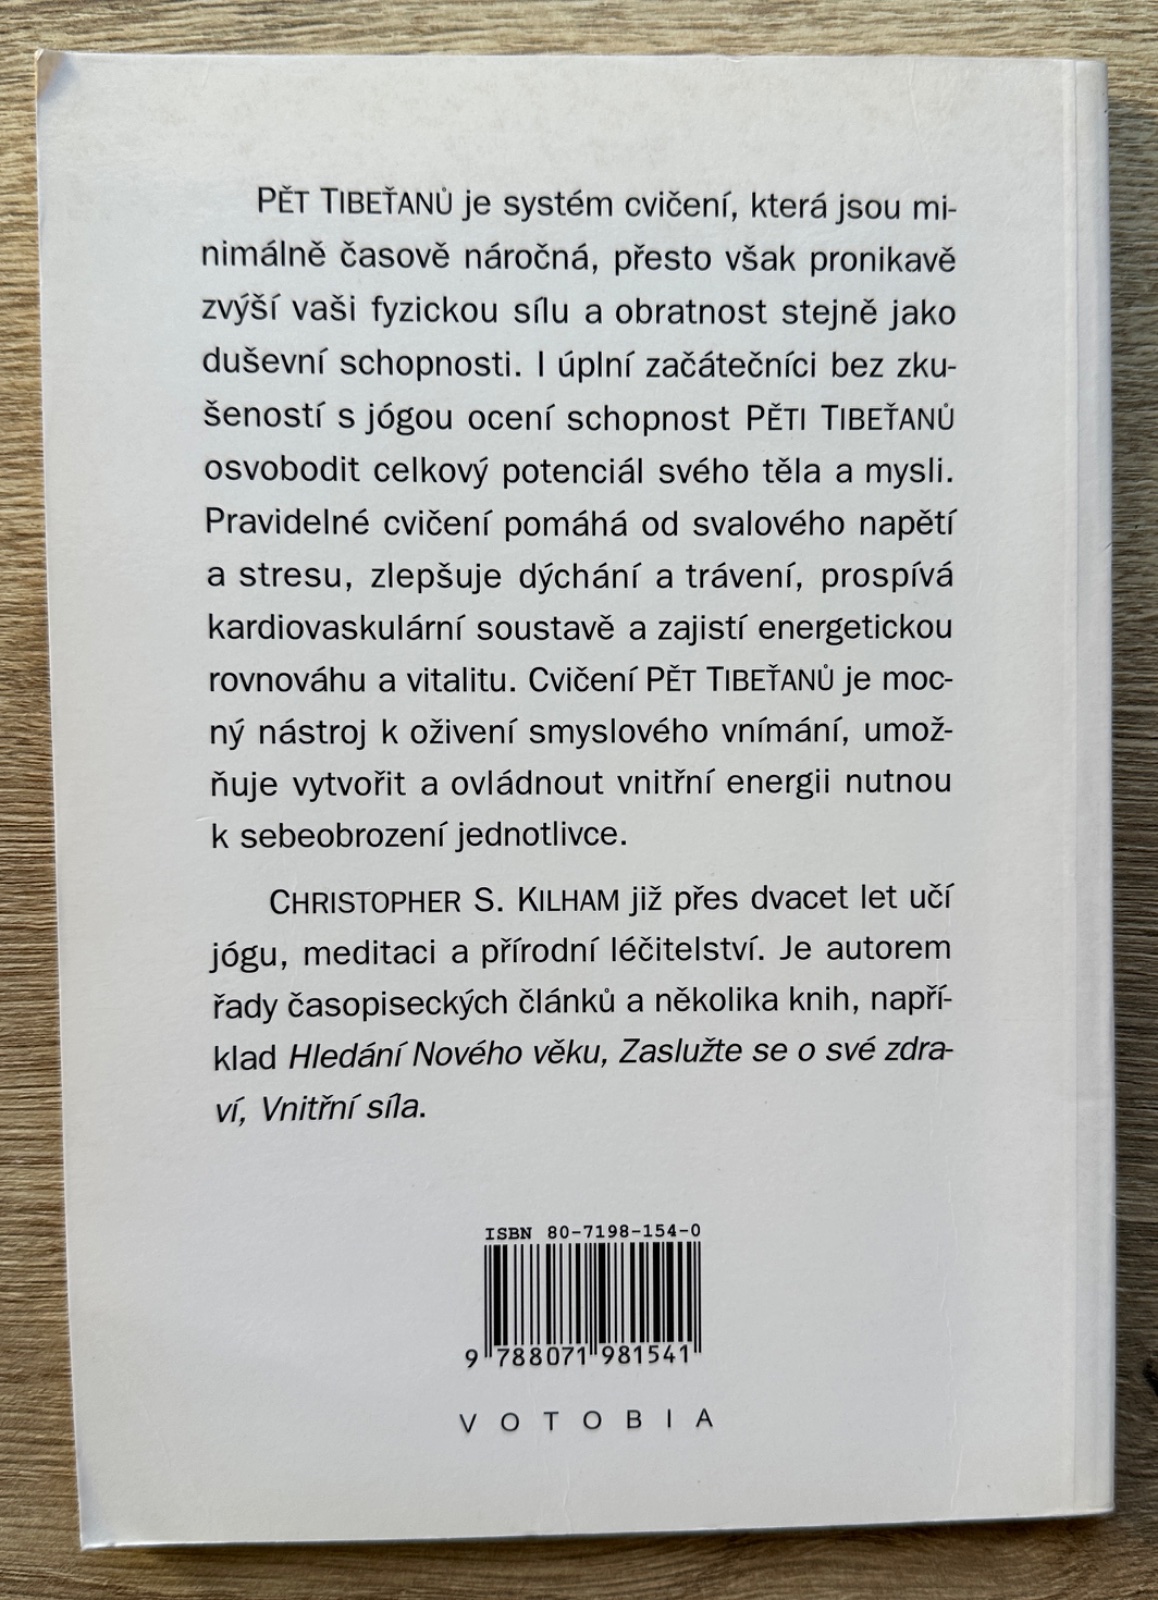 PĚT TIBEŤANŮ je systém cvičení, která jsou mi-
nimálně časově náročná, přesto však pronikavě
zvýší vaši fyzickou sílu a obratnost stejně jako
duševní schopnosti. I úplní začátečníci bez zku-
šeností s jógou ocení schopnost PĚTI TIBEŤANŮ
osvobodit celkový potenciál svého těla a mysli.
Pravidelné cvičení pomáhá od svalového napětí
a stresu, zlepšuje dýchání a trávení, prospívá
kardiovaskulární soustavě a zajistí energetickou
rovnováhu a vitalitu. Cvičení PĚT TIBEŤANŮ je moc-
ný nástroj k oživení smyslového vnímání, umož-
ňuje vytvořit a ovládnout vnitřní energii nutnou
k sebeobrození jednotlivce.
CHRISTOPHER S. KILHAM již přes dvacet let učí
jógu, meditaci a přírodní léčitelství. Je autorem
řady časopiseckých článků a několika knih, napří-
klad Hledání Nového věku, Zaslužte se o své zdra-
ví, Vnitřní síla.
ISBN 80-7198-154-0
9 788071 981541
VOTOBIA